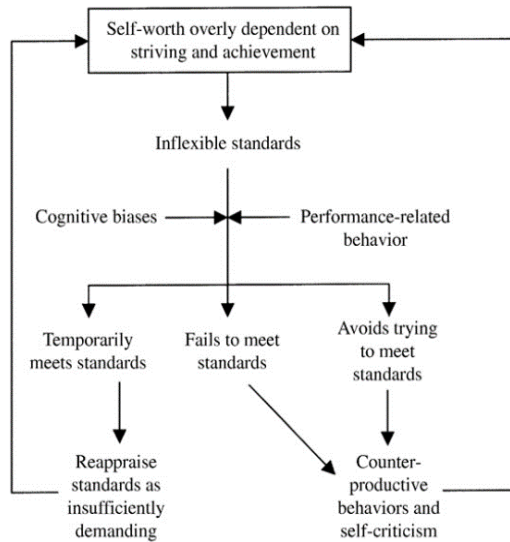 Self-worth overly dependent on
striving and achievement
Inflexible standards
Cognitive biases
Performance-related
behavior
Temporarily
meets standards
Fails to meet
standards
Avoids trying
to meet
standards
Reappraise
standards as
insufficiently
demanding
Counter-
productive
behaviors and
self-criticism